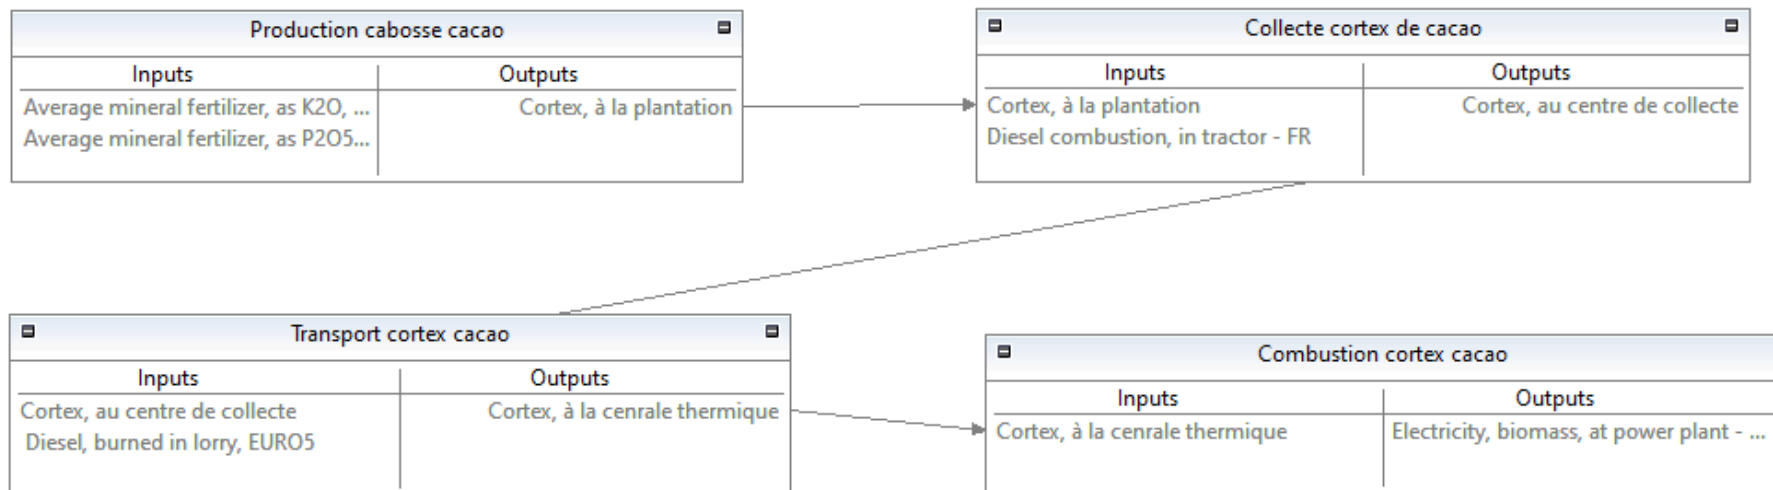 Production cabosse cacao
Inputs
Outputs
Average mineral fertilizer, as K2O, ...
Cortex, à la plantation
Average mineral fertilizer, as P2O5...
Collecte cortex de cacao
Inputs
Outputs
Cortex, à la plantation
Cortex, au centre de collecte
Diesel combustion, in tractor - FR
Transport cortex cacao
Inputs
Outputs
Cortex, au centre de collecte
Cortex, à la cenrale thermique
Diesel, burned in lorry, EURO5
Combustion cortex cacao
Inputs
Outputs
Cortex, à la cenrale thermique
Electricity, biomass, at power plant - ...